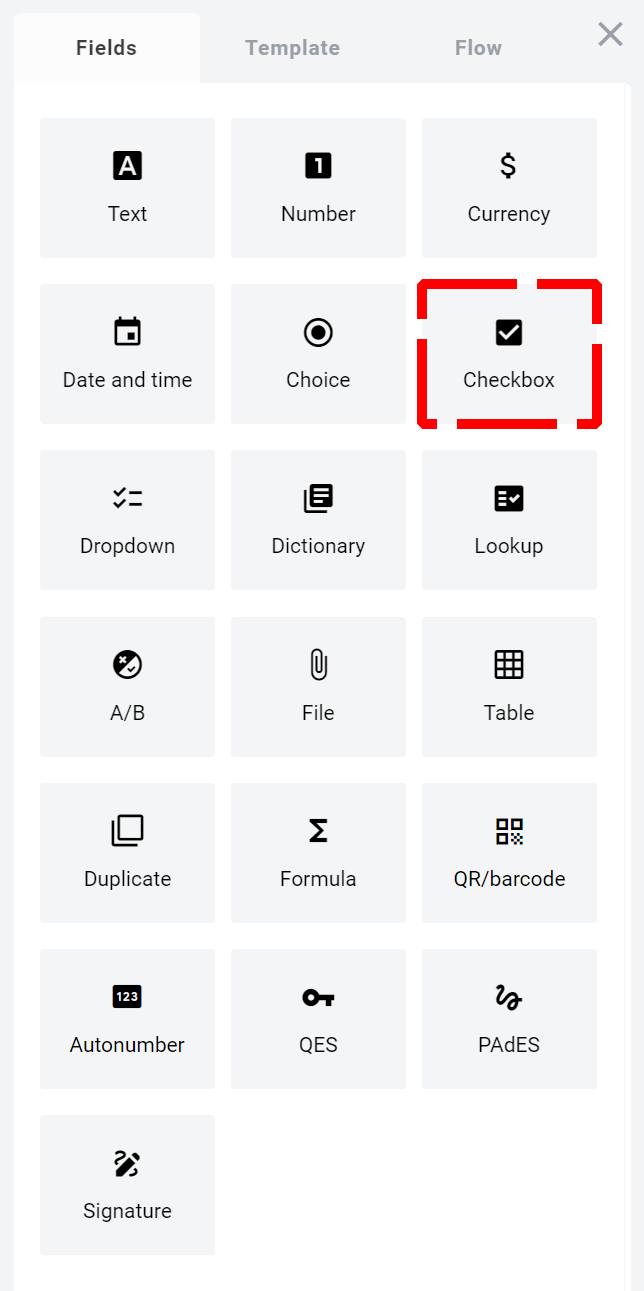 Fields Template Flow
A 1 $
Text Number Currency
Date and time Choice Checkbox
Dropdown Dictionary Lookup
A/B File Table
Σ
Duplicate Formula QR/barcode
123
Autonumber QES PAdES
Signature